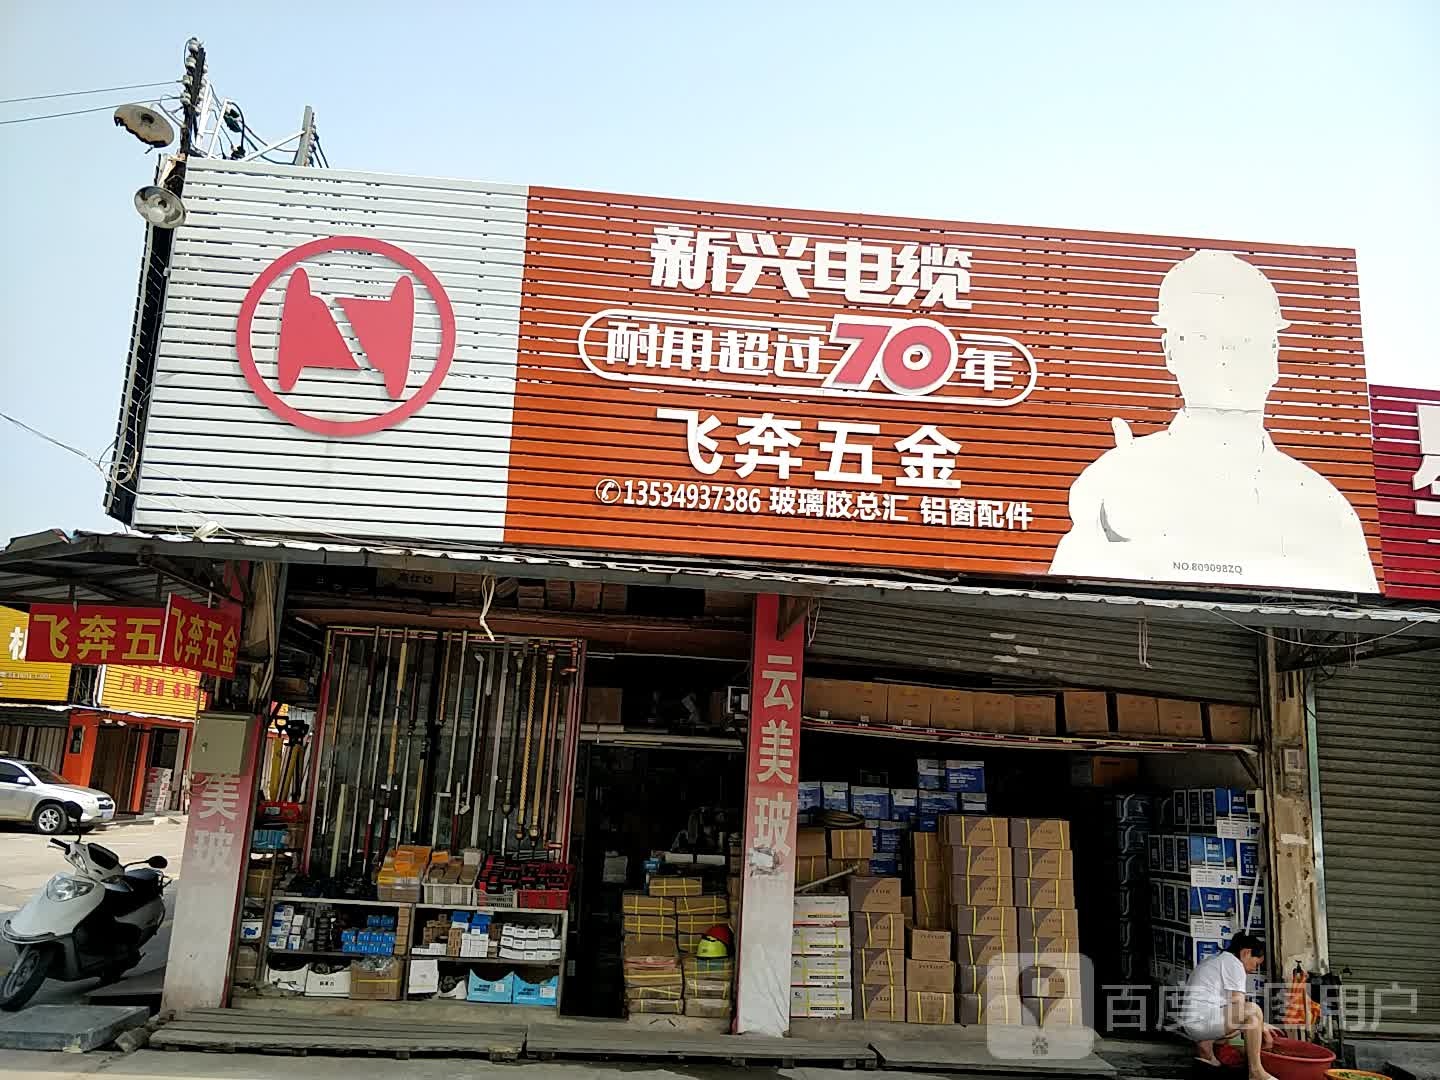 新兴电缆
耐用超过70年
飞奔五金
✆13534937386 玻璃胶总汇 铝窗配件
NO.809098ZQ
飞奔五
飞奔五金
云美玻
美玻
百度地图用户